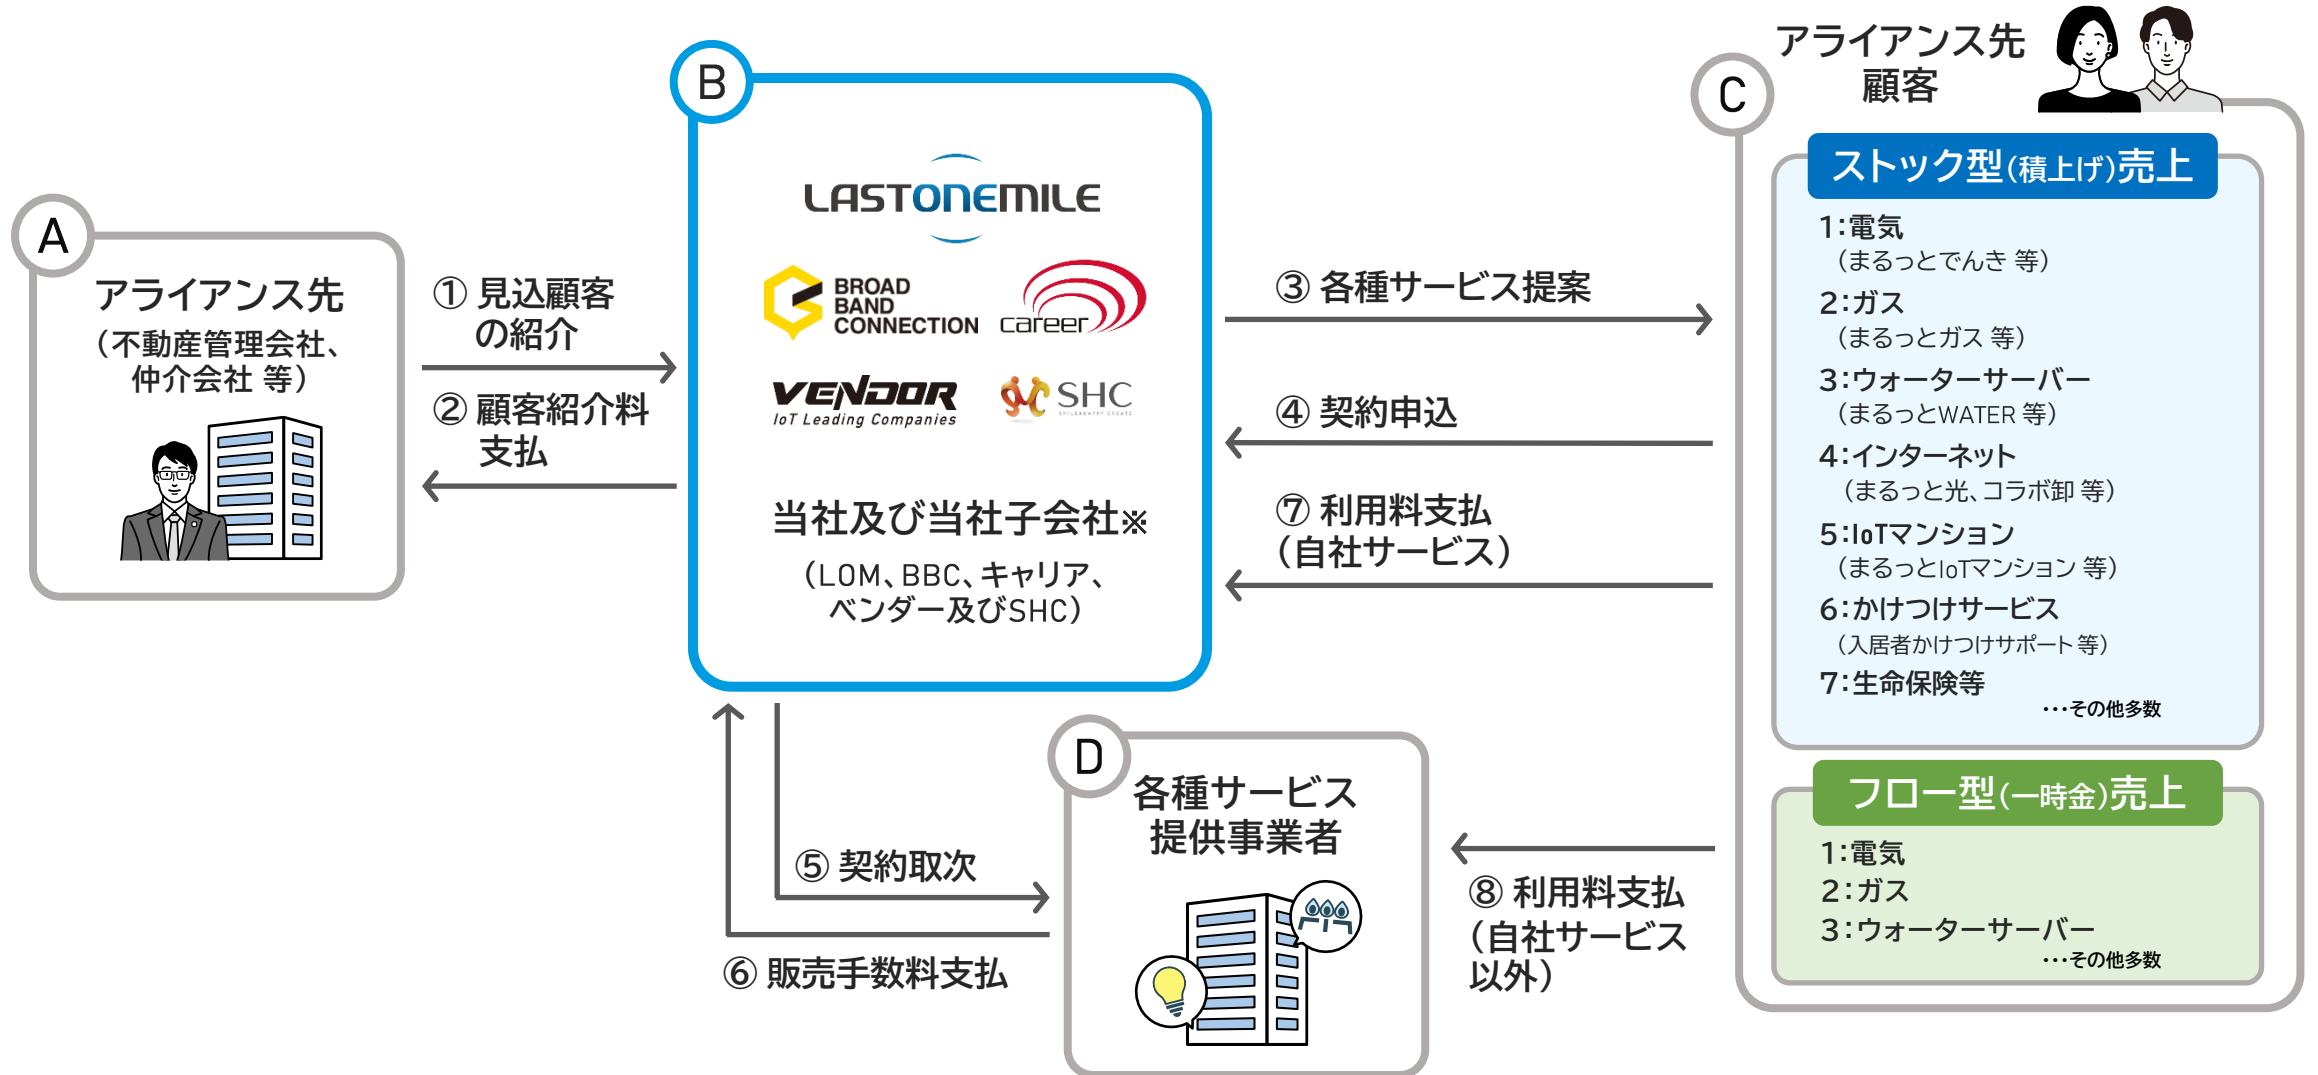 A
アライアンス先
（不動産管理会社、
仲介会社 等）
① 見込顧客
の紹介
② 顧客紹介料
支払
B
LASTONEMILE
BROAD
BAND
CONNECTION
career
VENDOR
IoT Leading Companies
SHC
当社及び当社子会社※
（LOM、BBC、キャリア、
ベンダー及びSHC）
③ 各種サービス提案
④ 契約申込
⑦ 利用料支払
（自社サービス）
⑤ 契約取次
⑥ 販売手数料支払
D
各種サービス
提供事業者
⑧ 利用料支払
（自社サービス
以外）
C
アライアンス先
顧客
ストック型（積上げ）売上
1：電気
（まるっとでんき 等）
2：ガス
（まるっとガス 等）
3：ウォーターサーバー
（まるっとWATER 等）
4：インターネット
（まるっと光、コラボ卸 等）
5：IoTマンション
（まるっとIoTマンション 等）
6：かけつけサービス
（入居者かけつけサポート 等）
7：生命保険等
･･･その他多数
フロー型（一時金）売上
1：電気
2：ガス
3：ウォーターサーバー
･･･その他多数